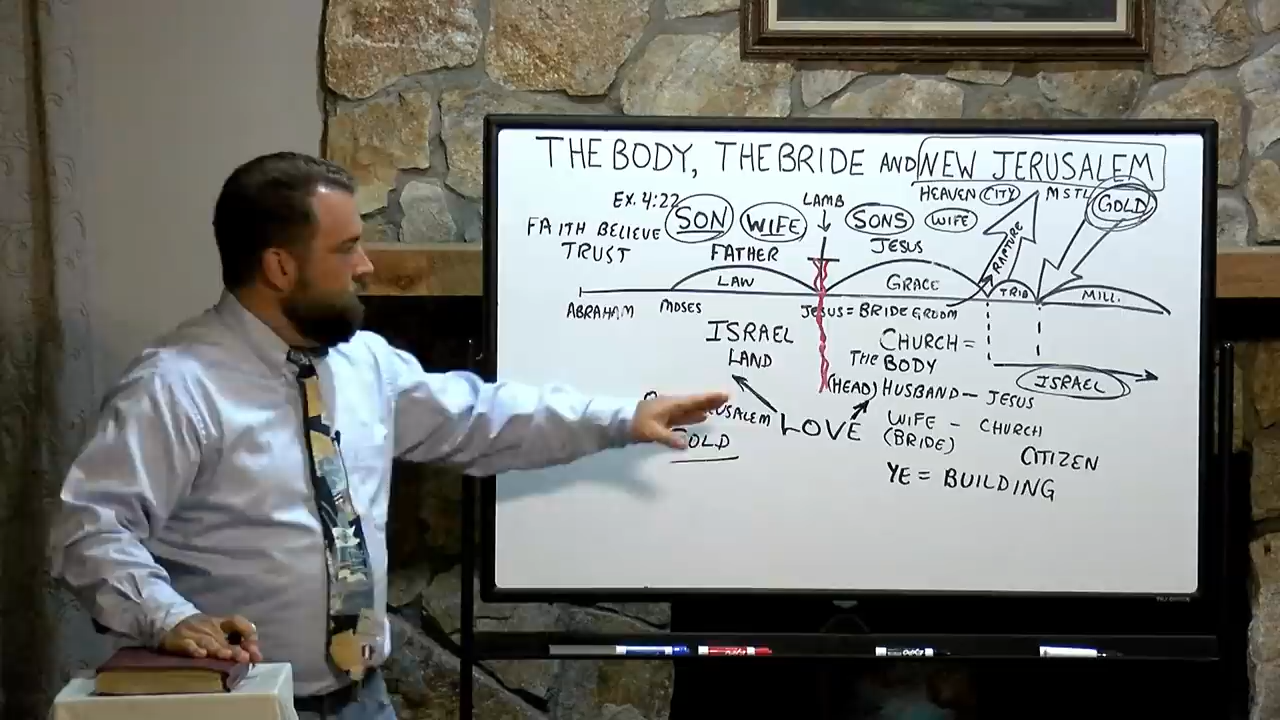 THE BODY, THE BRIDE AND NEW JERUSALEM
EX. 4:22 LAMB HEAVEN CITY MSTL GOLD
SON WIFE SONS WIFE
FAITH BELIEVE
TRUST FATHER JESUS RAPTURE
LAW GRACE TRIB MILL.
ABRAHAM MOSES JESUS = BRIDEGROOM
ISRAEL CHURCH =
LAND THE BODY
ISRAEL
(HEAD) HUSBAND - JESUS
LOVE WIFE - CHURCH
(BRIDE) CITIZEN
YE = BUILDING